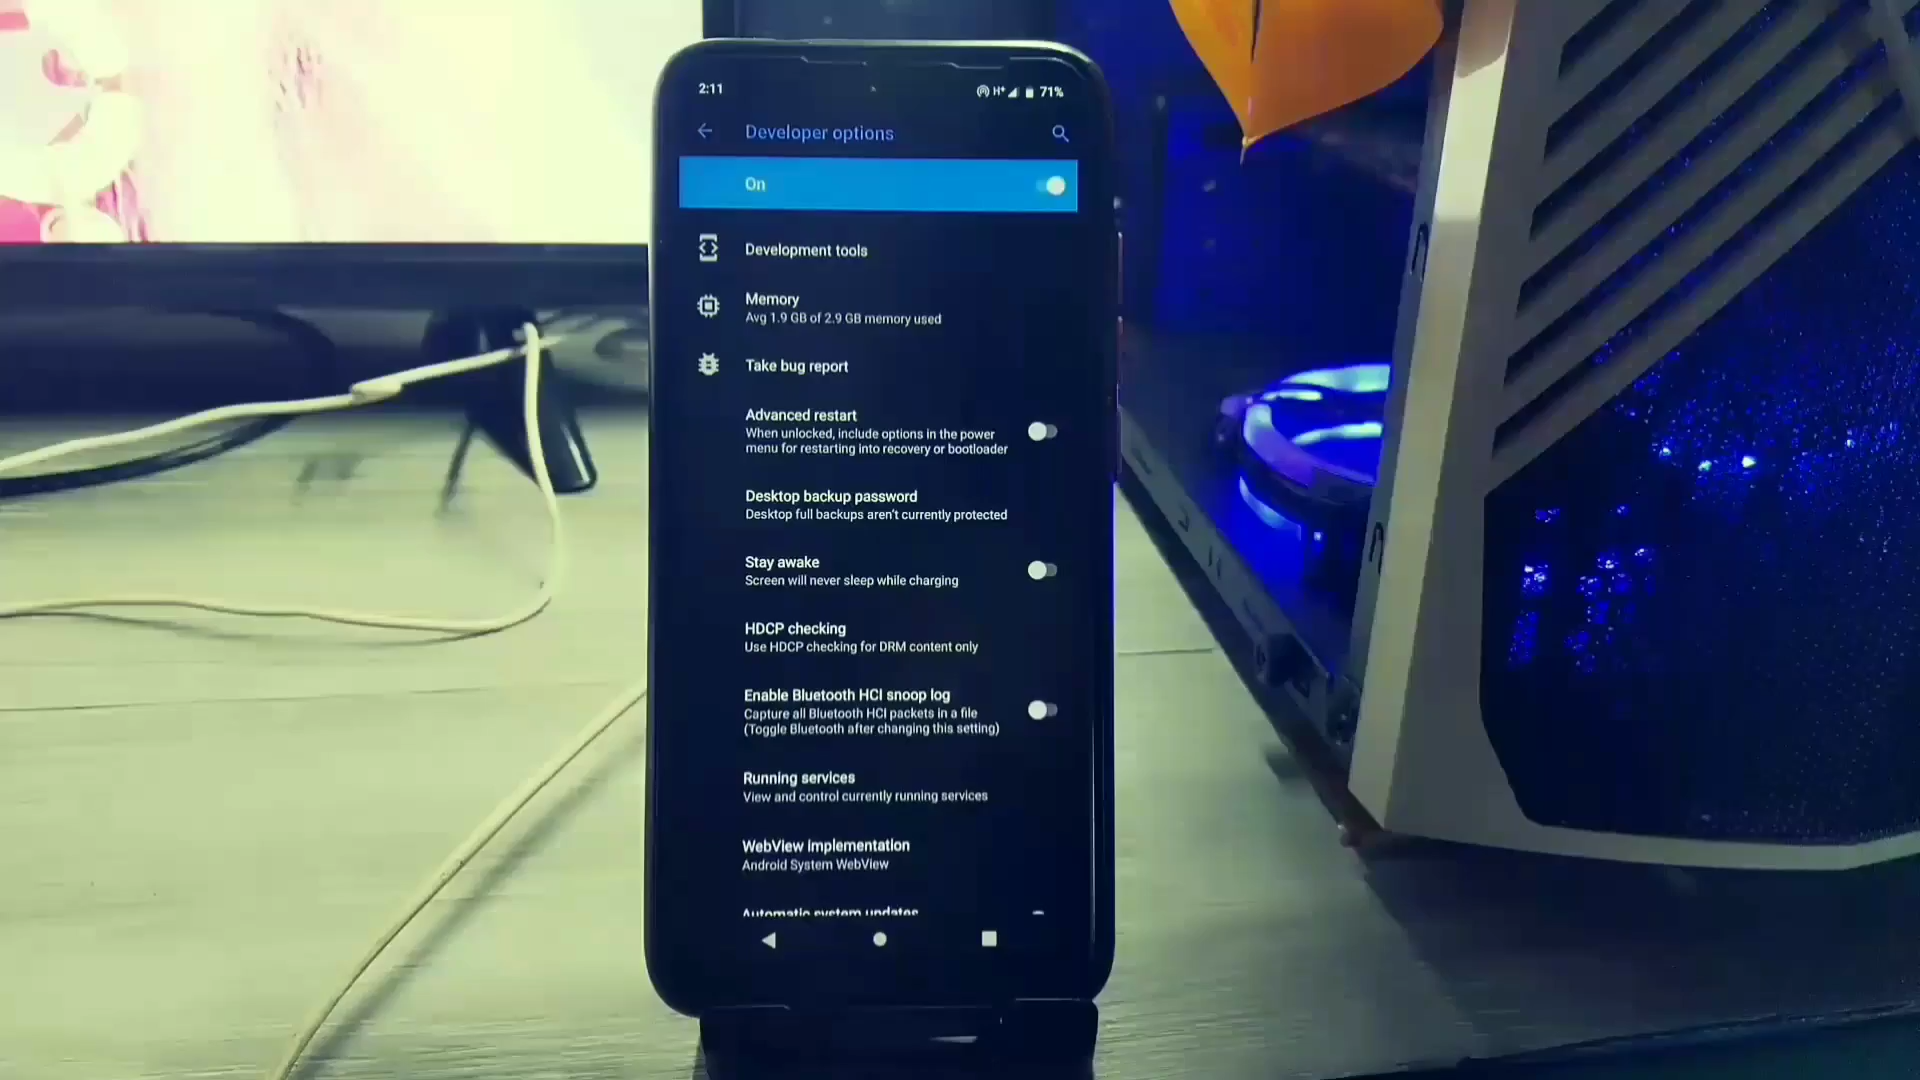 2:11
H+ 71%
Developer options
On
Development tools
Memory
Avg 1.9 GB of 2.9 GB memory used
Take bug report
Advanced restart
When unlocked, include options in the power
menu for restarting into recovery or bootloader
Desktop backup password
Desktop full backups aren't currently protected
Stay awake
Screen will never sleep while charging
HDCP checking
Use HDCP checking for DRM content only
Enable Bluetooth HCI snoop log
Capture all Bluetooth HCI packets in a file
(Toggle Bluetooth after changing this setting)
Running services
View and control currently running services
WebView implementation
Android System WebView
Automatic system updates